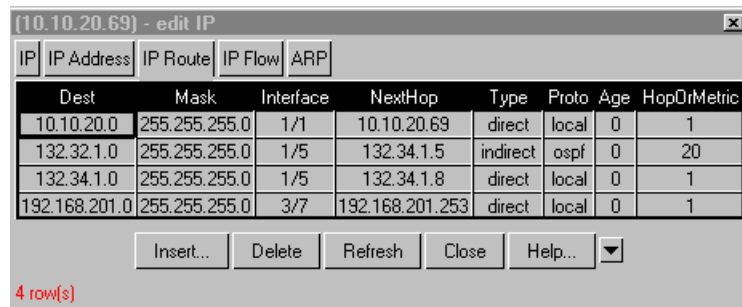 (10.10.20.69) - edit IP
IP IP Address IP Route IP Flow ARP
Dest Mask Interface NextHop Type Proto Age HopOrMetric
10.10.20.0 255.255.255.0 1/1 10.10.20.69 direct local 0 1
132.32.1.0 255.255.255.0 1/5 132.34.1.5 indirect ospf 0 20
132.34.1.0 255.255.255.0 1/5 132.34.1.8 direct local 0 1
192.168.201.0 255.255.255.0 3/7 192.168.201.253 direct local 0 1
Insert... Delete Refresh Close Help...
4 row(s)